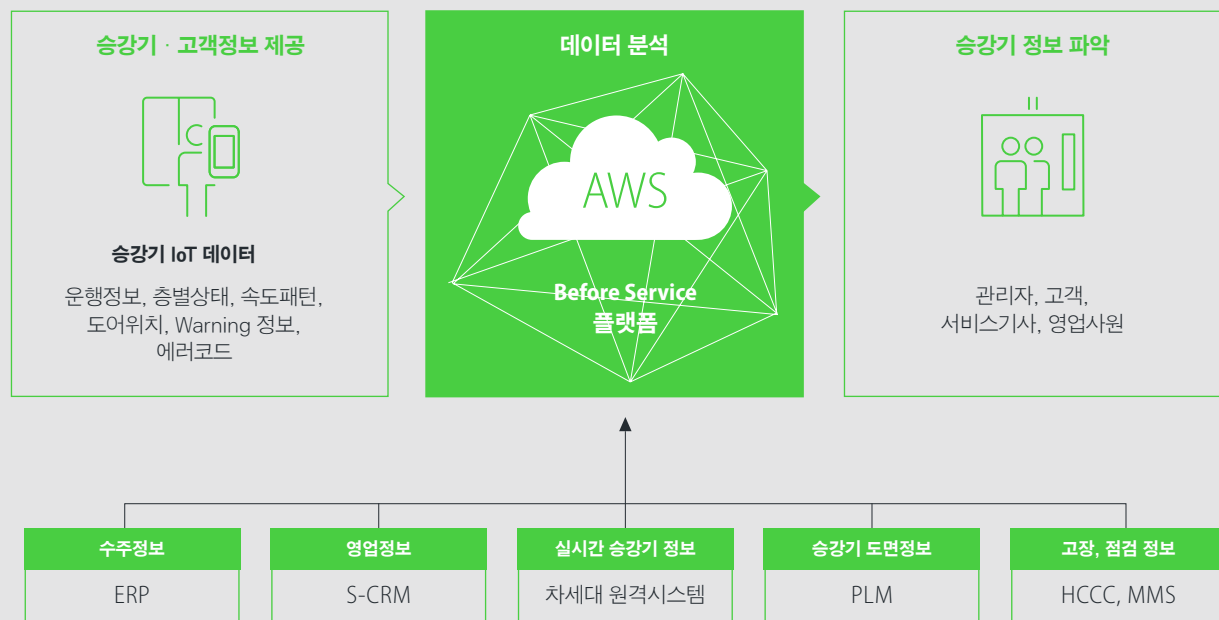 승강기 · 고객정보 제공
승강기 IoT 데이터
운행정보, 층별상태, 속도패턴,
도어위치, Warning 정보,
에러코드
데이터 분석
AWS
Before Service
플랫폼
승강기 정보 파악
관리자, 고객,
서비스기사, 영업사원
수주정보
ERP
영업정보
S-CRM
실시간 승강기 정보
차세대 원격시스템
승강기 도면정보
PLM
고장, 점검 정보
HCCC, MMS